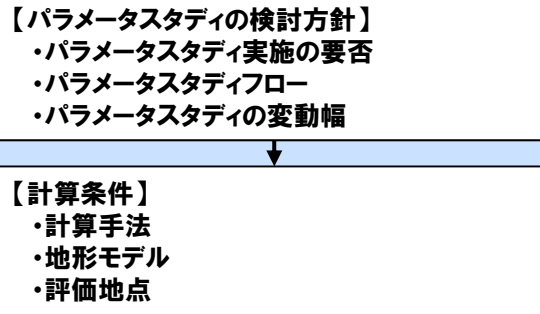 【パラメータスタディの検討方針】
・パラメータスタディ実施の要否
・パラメータスタディフロー
・パラメータスタディの変動幅
【計算条件】
・計算手法
・地形モデル
・評価地点